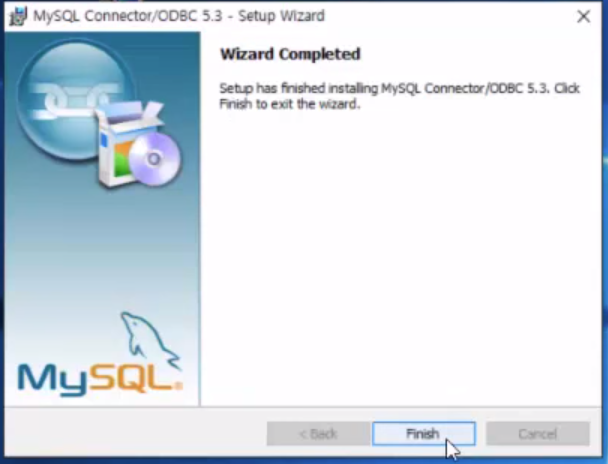 MySQL Connector/ODBC 5.3 - Setup Wizard
Wizard Completed
Setup has finished installing MySQL Connector/ODBC 5.3. Click
Finish to exit the wizard.
MySQL.
< Back
Finish
Cancel